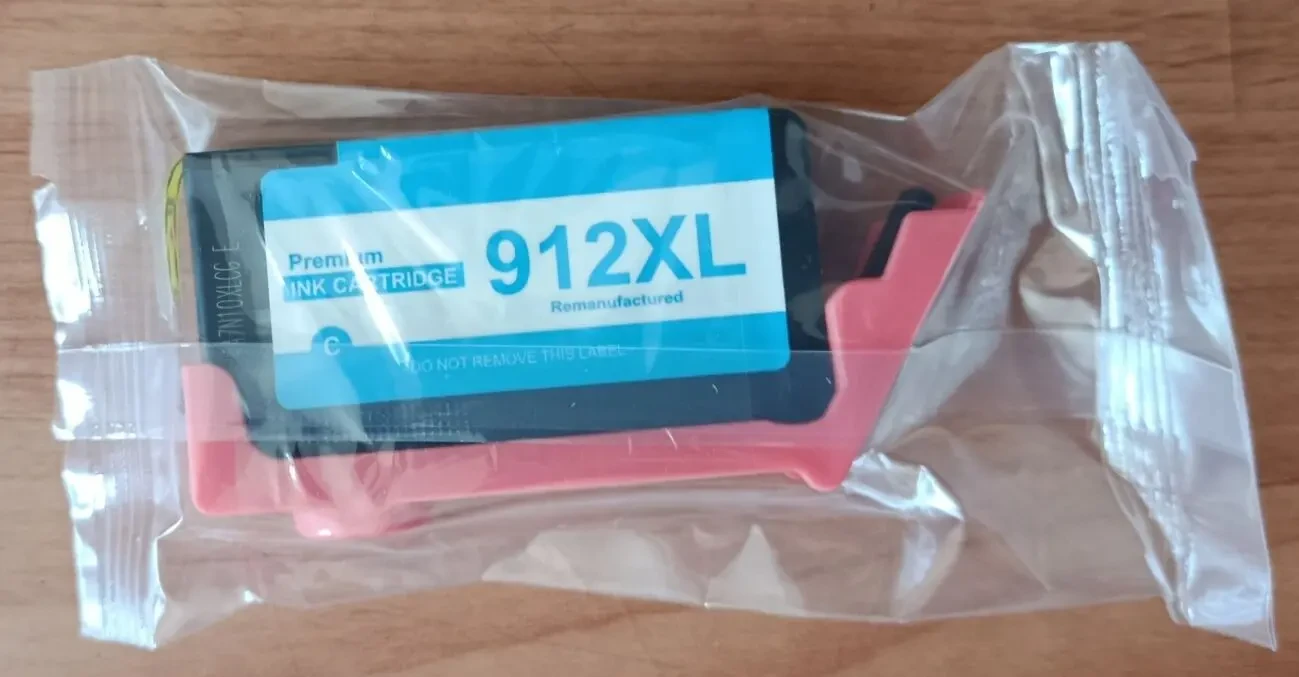 Premium
INK CARTRIDGE
912XL
Remanufactured
C
DO NOT REMOVE THIS LABEL